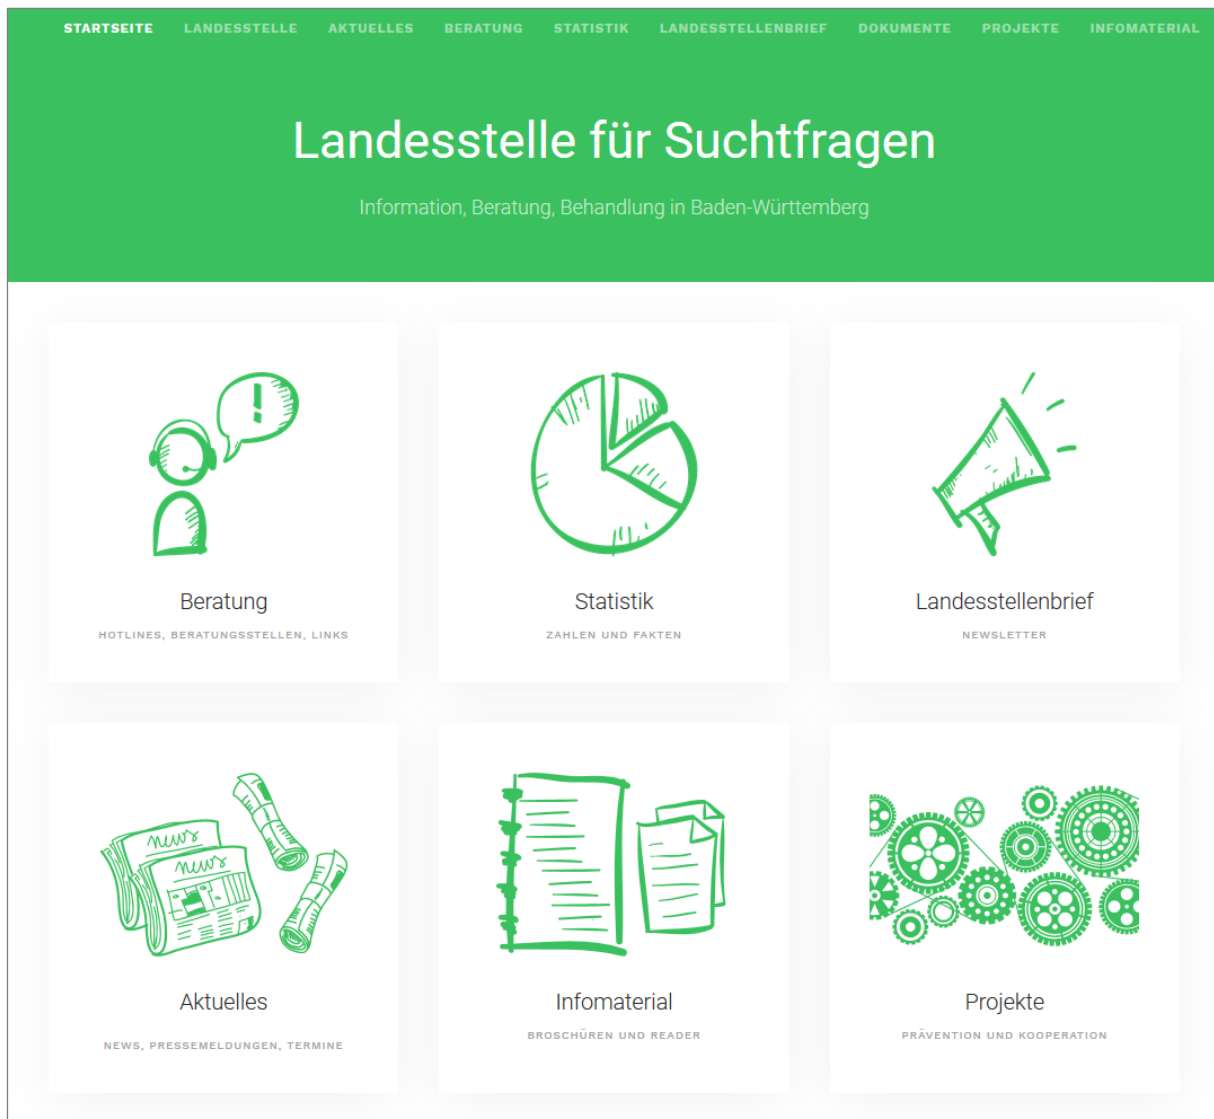 STARTSEITE LANDESSTELLE AKTUELLES BERATUNG STATISTIK LANDESSTELLENBRIEF DOKUMENTE PROJEKTE INFOMATERIAL
Landesstelle für Suchtfragen
Information, Beratung, Behandlung in Baden-Württemberg
!
Beratung
HOTLINES, BERATUNGSSTELLEN, LINKS
Statistik
ZAHLEN UND FAKTEN
Landesstellenbrief
NEWSLETTER
news
news
Aktuelles
NEWS, PRESSEMELDUNGEN, TERMINE
Infomaterial
BROSCHÜREN UND READER
Projekte
PRÄVENTION UND KOOPERATION